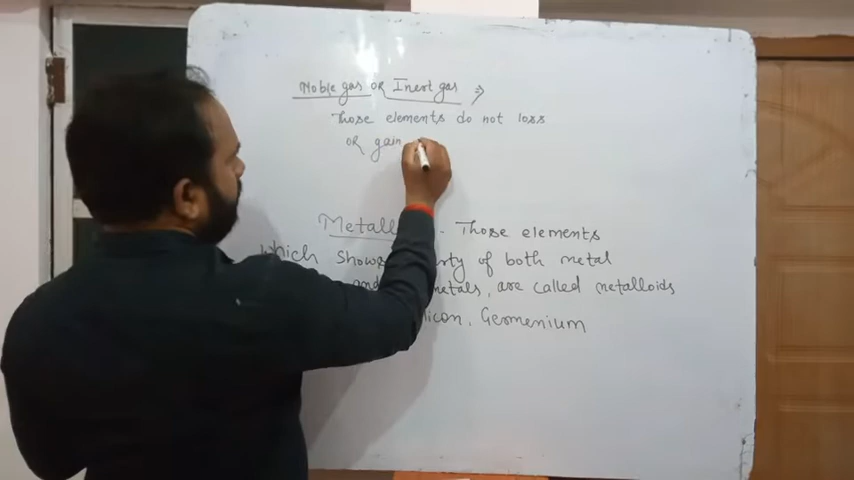 Noble gas OR Inert gas ⇒
Those elements do not loss
OR gain
Metall - Those elements
which shows rty of both metal
and metals, are called metalloids
licon, Germenium